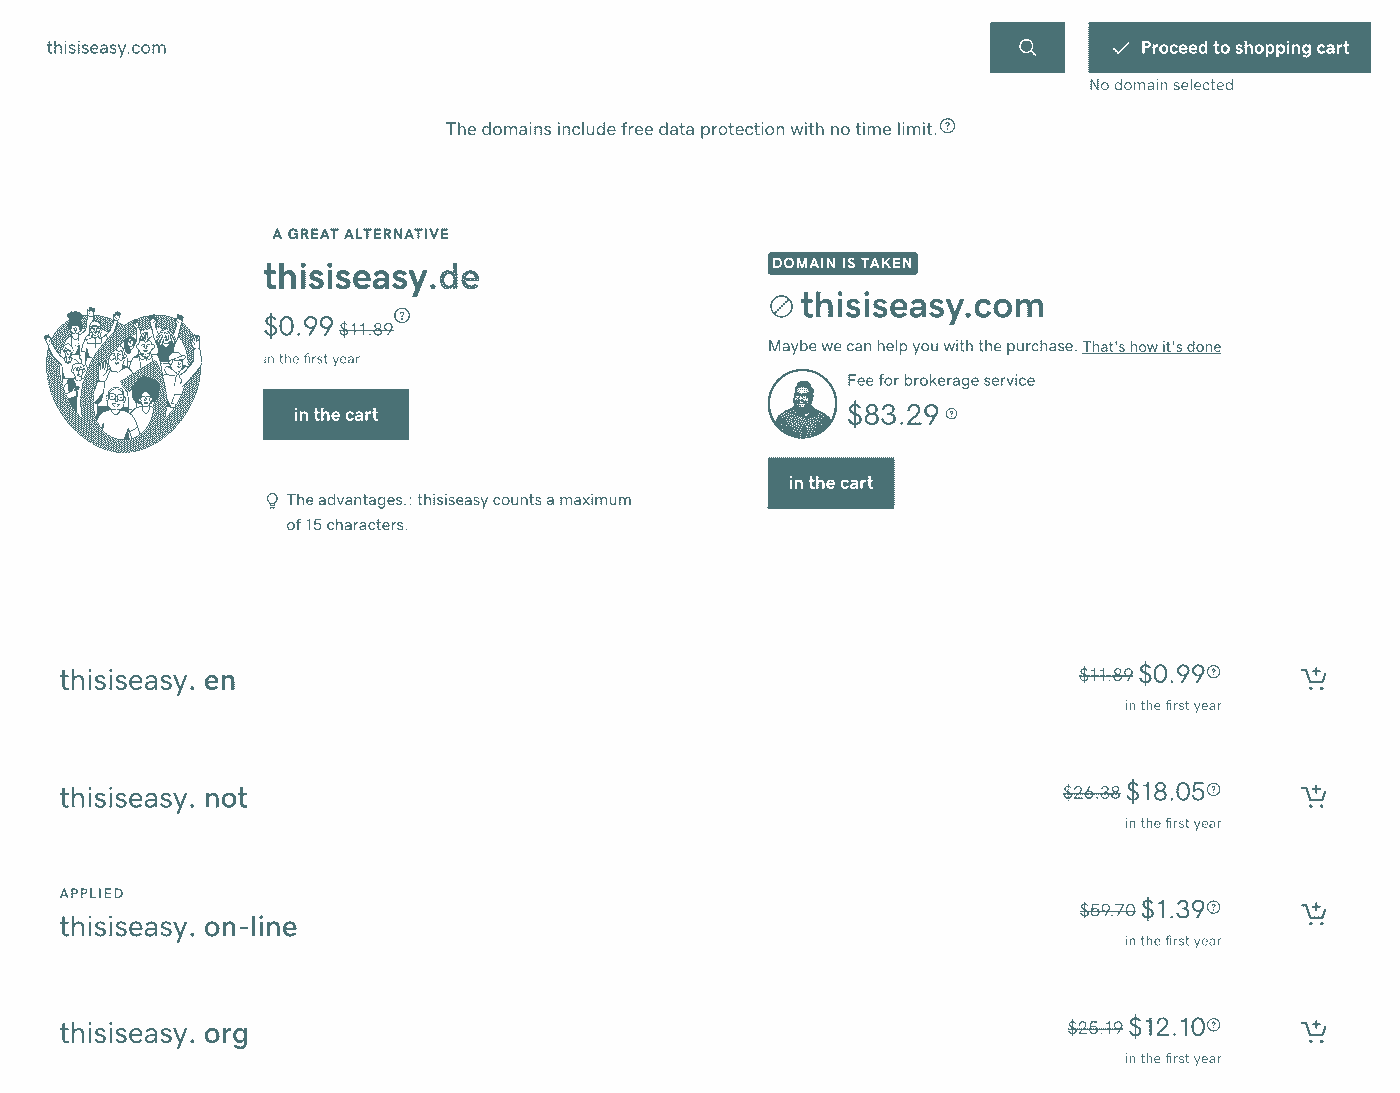 thisiseasy.com
Proceed to shopping cart
No domain selected
The domains include free data protection with no time limit.
A GREAT ALTERNATIVE
thisiseasy.de
$0.99 $11.89
in the first year
in the cart
The advantages.: thisiseasy counts a maximum
of 15 characters.
DOMAIN IS TAKEN
thisiseasy.com
Maybe we can help you with the purchase. That's how it's done
Fee for brokerage service
$83.29
in the cart
thisiseasy. en
$11.89 $0.99
in the first year
thisiseasy. not
$26.38 $18.05
in the first year
APPLIED
thisiseasy. on-line
$59.70 $1.39
in the first year
thisiseasy. org
$25.19 $12.10
in the first year